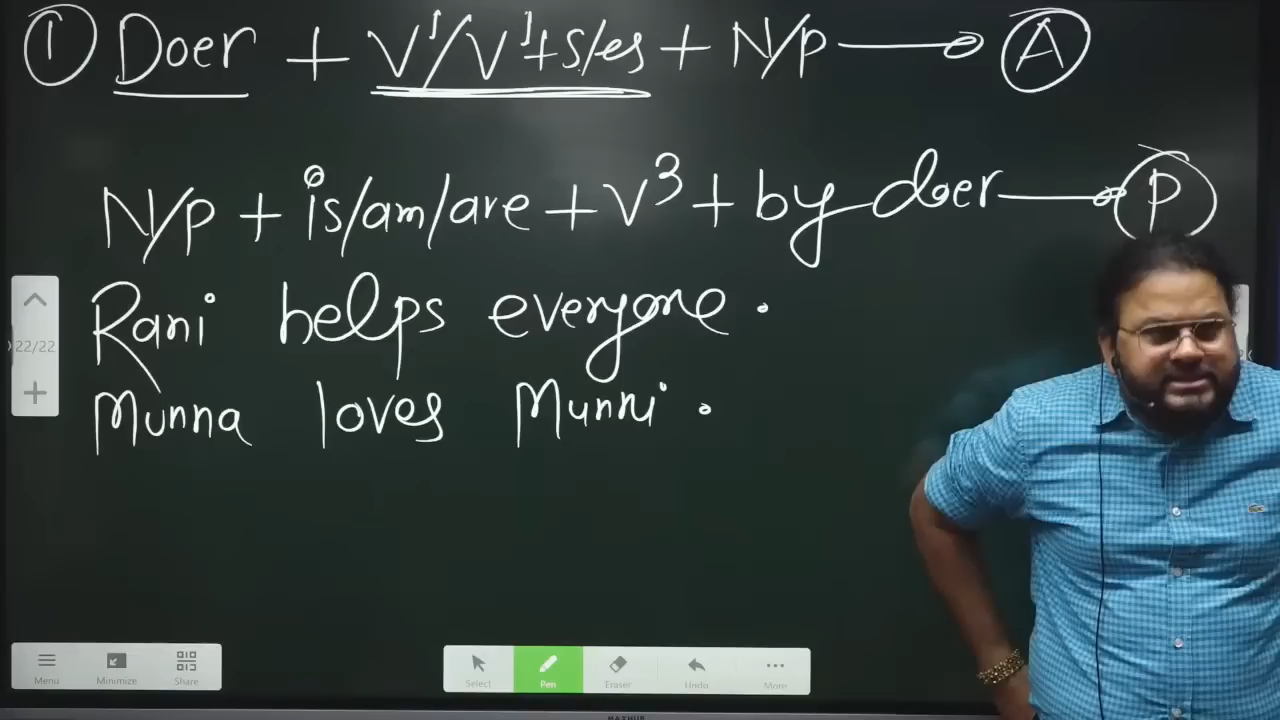 ① Doer + V¹/V¹+s/es + N/p → Ⓐ
N/p + is/am/are + V³ + by doer → Ⓟ
Rani helps everyone.
Munna loves Munni.
22/22
Menu Minimize Share Select Pen Eraser Undo More
MAXHUB